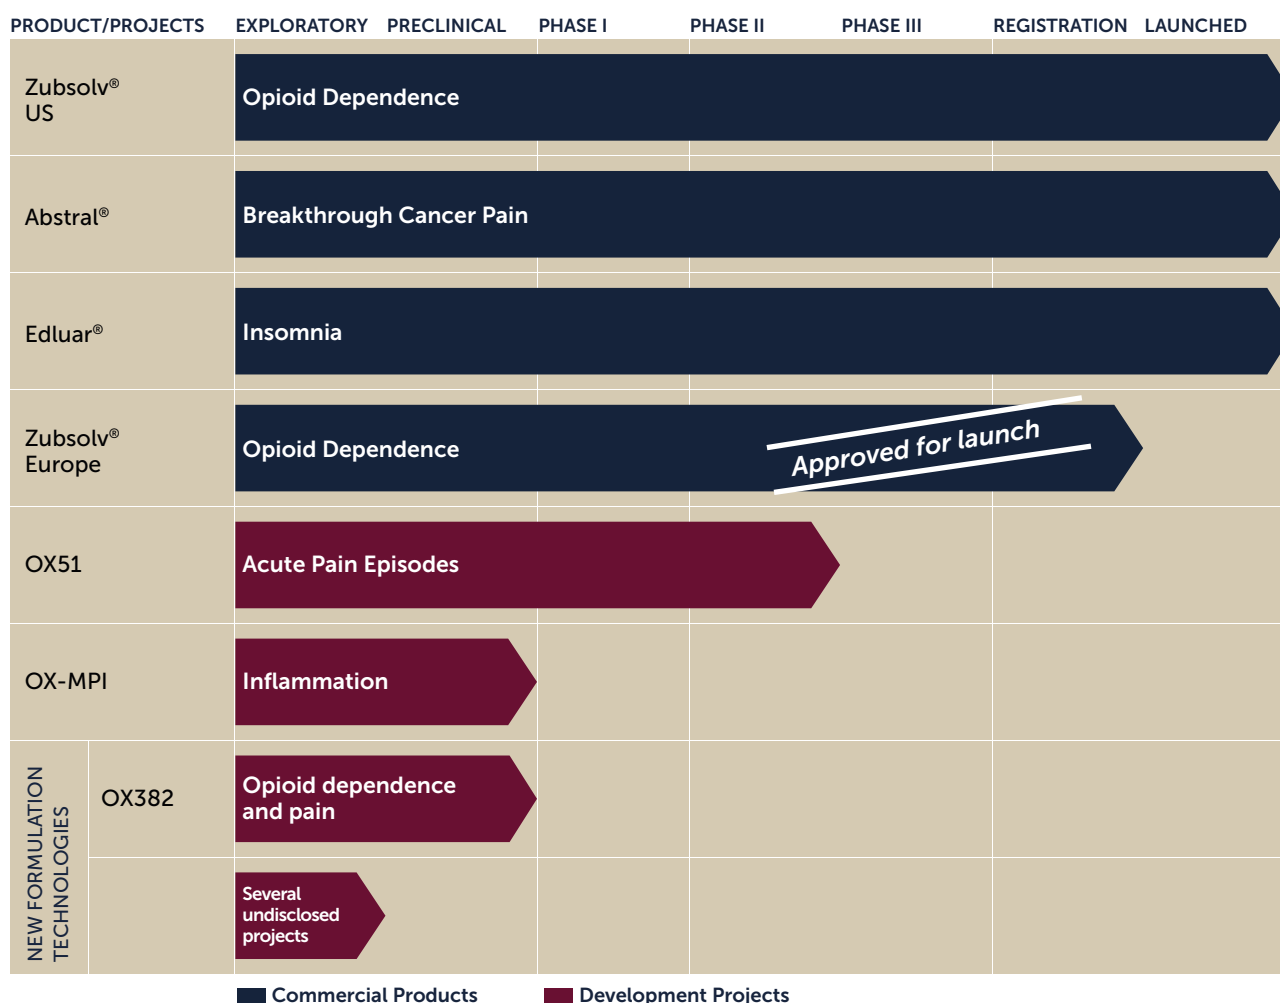 PRODUCT/PROJECTS EXPLORATORY PRECLINICAL PHASE I PHASE II PHASE III REGISTRATION LAUNCHED
Zubsolv®
US
Opioid Dependence
Abstral®
Breakthrough Cancer Pain
Edluar®
Insomnia
Zubsolv®
Europe
Opioid Dependence
Approved for launch
OX51
Acute Pain Episodes
OX-MPI
Inflammation
NEW FORMULATION
TECHNOLOGIES
OX382
Opioid dependence
and pain
Several
undisclosed
projects
Commercial Products Development Projects